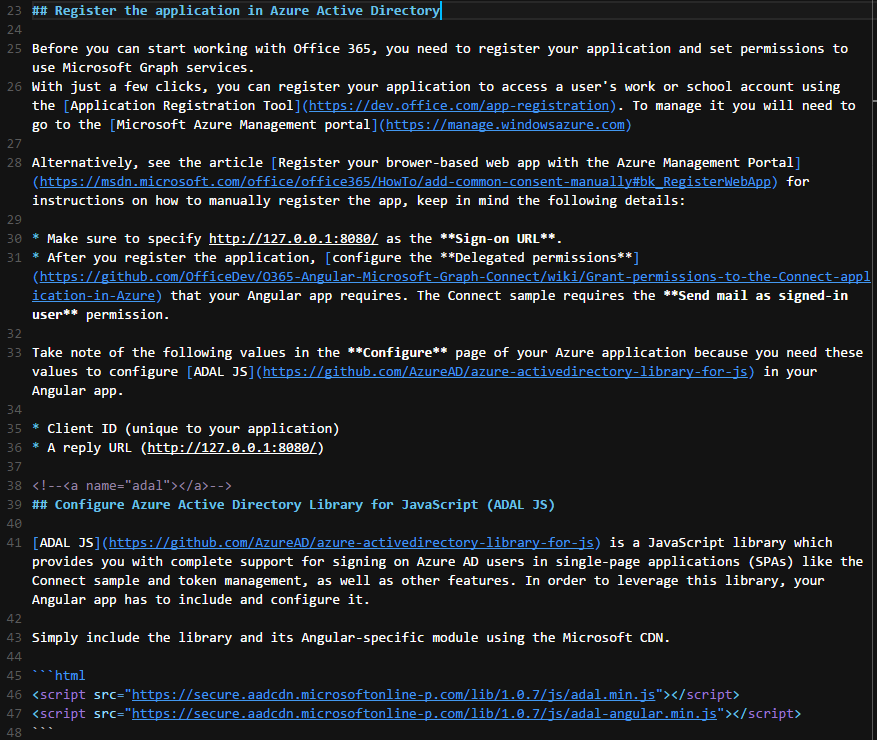 23 ## Register the application in Azure Active Directory
24
25 Before you can start working with Office 365, you need to register your application and set permissions to
use Microsoft Graph services.
26 With just a few clicks, you can register your application to access a user's work or school account using
the [Application Registration Tool](https://dev.office.com/app-registration). To manage it you will need to
go to the [Microsoft Azure Management portal](https://manage.windowsazure.com)
27
28 Alternatively, see the article [Register your brower-based web app with the Azure Management Portal]
(https://msdn.microsoft.com/office/office365/HowTo/add-common-consent-manually#bk_RegisterWebApp) for
instructions on how to manually register the app, keep in mind the following details:
29
30 * Make sure to specify http://127.0.0.1:8080/ as the **Sign-on URL**.
31 * After you register the application, [configure the **Delegated permissions**]
(https://github.com/OfficeDev/O365-Angular-Microsoft-Graph-Connect/wiki/Grant-permissions-to-the-Connect-appl
ication-in-Azure) that your Angular app requires. The Connect sample requires the **Send mail as signed-in
user** permission.
32
33 Take note of the following values in the **Configure** page of your Azure application because you need these
values to configure [ADAL JS](https://github.com/AzureAD/azure-activedirectory-library-for-js) in your
Angular app.
34
35 * Client ID (unique to your application)
36 * A reply URL (http://127.0.0.1:8080/)
37
38 <!--<a name="adal"></a>-->
39 ## Configure Azure Active Directory Library for JavaScript (ADAL JS)
40
41 [ADAL JS](https://github.com/AzureAD/azure-activedirectory-library-for-js) is a JavaScript library which
provides you with complete support for signing on Azure AD users in single-page applications (SPAs) like the
Connect sample and token management, as well as other features. In order to leverage this library, your
Angular app has to include and configure it.
42
43 Simply include the library and its Angular-specific module using the Microsoft CDN.
44
45 ```html
46 <script src="https://secure.aadcdn.microsoftonline-p.com/lib/1.0.7/js/adal.min.js"></script>
47 <script src="https://secure.aadcdn.microsoftonline-p.com/lib/1.0.7/js/adal-angular.min.js"></script>
48 ```